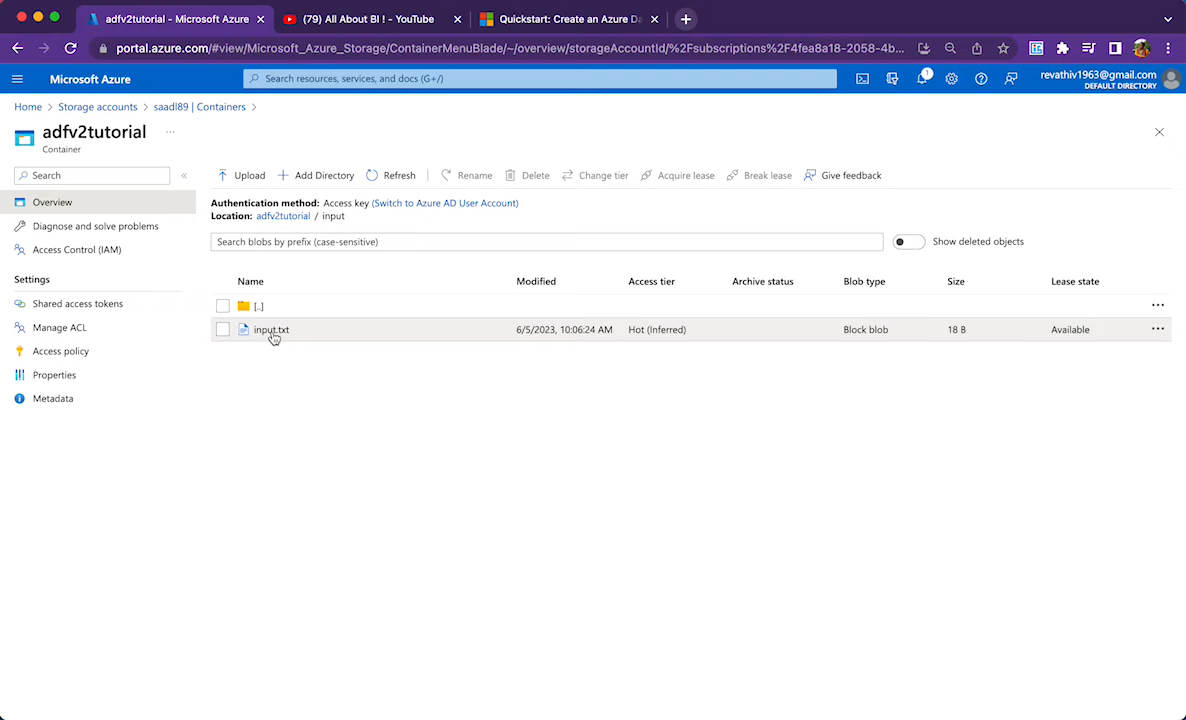 adfv2tutorial - Microsoft Azure
(79) All About BI ! - YouTube
Quickstart: Create an Azure Da
portal.azure.com/#view/Microsoft_Azure_Storage/ContainerMenuBlade/~/overview/storageAccountId/%2Fsubscriptions%2F4fea8a18-2058-4b...
Microsoft Azure
Search resources, services, and docs (G+/)
1
revathiv1963@gmail.com
DEFAULT DIRECTORY
Home > Storage accounts > saadl89 | Containers >
adfv2tutorial ...
Container
Search
«
Overview
Diagnose and solve problems
Access Control (IAM)
Settings
Shared access tokens
Manage ACL
Access policy
Properties
Metadata
Upload Add Directory Refresh Rename Delete Change tier Acquire lease Break lease Give feedback
Authentication method: Access key (Switch to Azure AD User Account)
Location: adfv2tutorial / input
Search blobs by prefix (case-sensitive)
Show deleted objects
Name Modified Access tier Archive status Blob type Size Lease state
[..] ...
input.txt 6/5/2023, 10:06:24 AM Hot (Inferred) Block blob 18 B Available ...